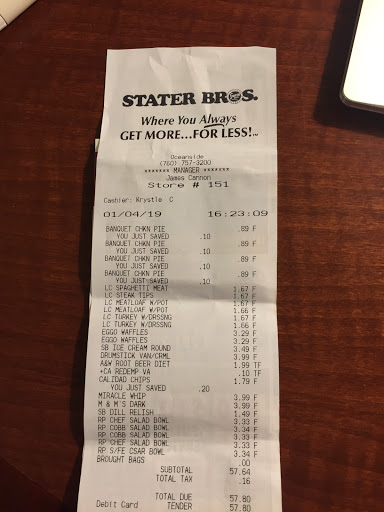 STATER BROS.
Where You Always
GET MORE...FOR LESS!
Oceanside
(760) 757-3200
******* MANAGER *******
James Cannon
Store # 151
Cashier: Krystle C
01/04/19 16:23:09
BANQUET CHKN PIE .89 F
YOU JUST SAVED .10
BANQUET CHKN PIE .89 F
YOU JUST SAVED .10
BANQUET CHKN PIE .89 F
YOU JUST SAVED .10
BANQUET CHKN PIE .89 F
YOU JUST SAVED .10
LC SPAGHETTI MEAT 1.67 F
LC STEAK TIPS 1.67 F
LC MEATLOAF W/POT 1.67 F
LC MEATLOAF W/POT 1.66 F
LC TURKEY W/DRSSNG 1.67 F
LC TURKEY W/DRSSNG 1.66 F
EGGO WAFFLES 3.29 F
EGGO WAFFLES 3.29 F
SB ICE CREAM ROUND 3.49 F
DRUMSTICK VAN/CRML 3.99 F
A&W ROOT BEER DIET 1.99 TF
+CA REDEMP VA .10 TF
CALIDAD CHIPS 1.79 F
YOU JUST SAVED .20
MIRACLE WHIP 3.99 F
M & M'S DARK 3.99 F
SB DILL RELISH 1.49 F
RP CHEF SALAD BOWL 3.33 F
RP COBB SALAD BOWL 3.34 F
RP COBB SALAD BOWL 3.33 F
RP CHEF SALAD BOWL 3.33 F
RP S/FE CSAR BOWL 3.34 F
BROUGHT BAGS .00
SUBTOTAL 57.64
TOTAL TAX .16
TOTAL DUE 57.80
Debit Card TENDER 57.80